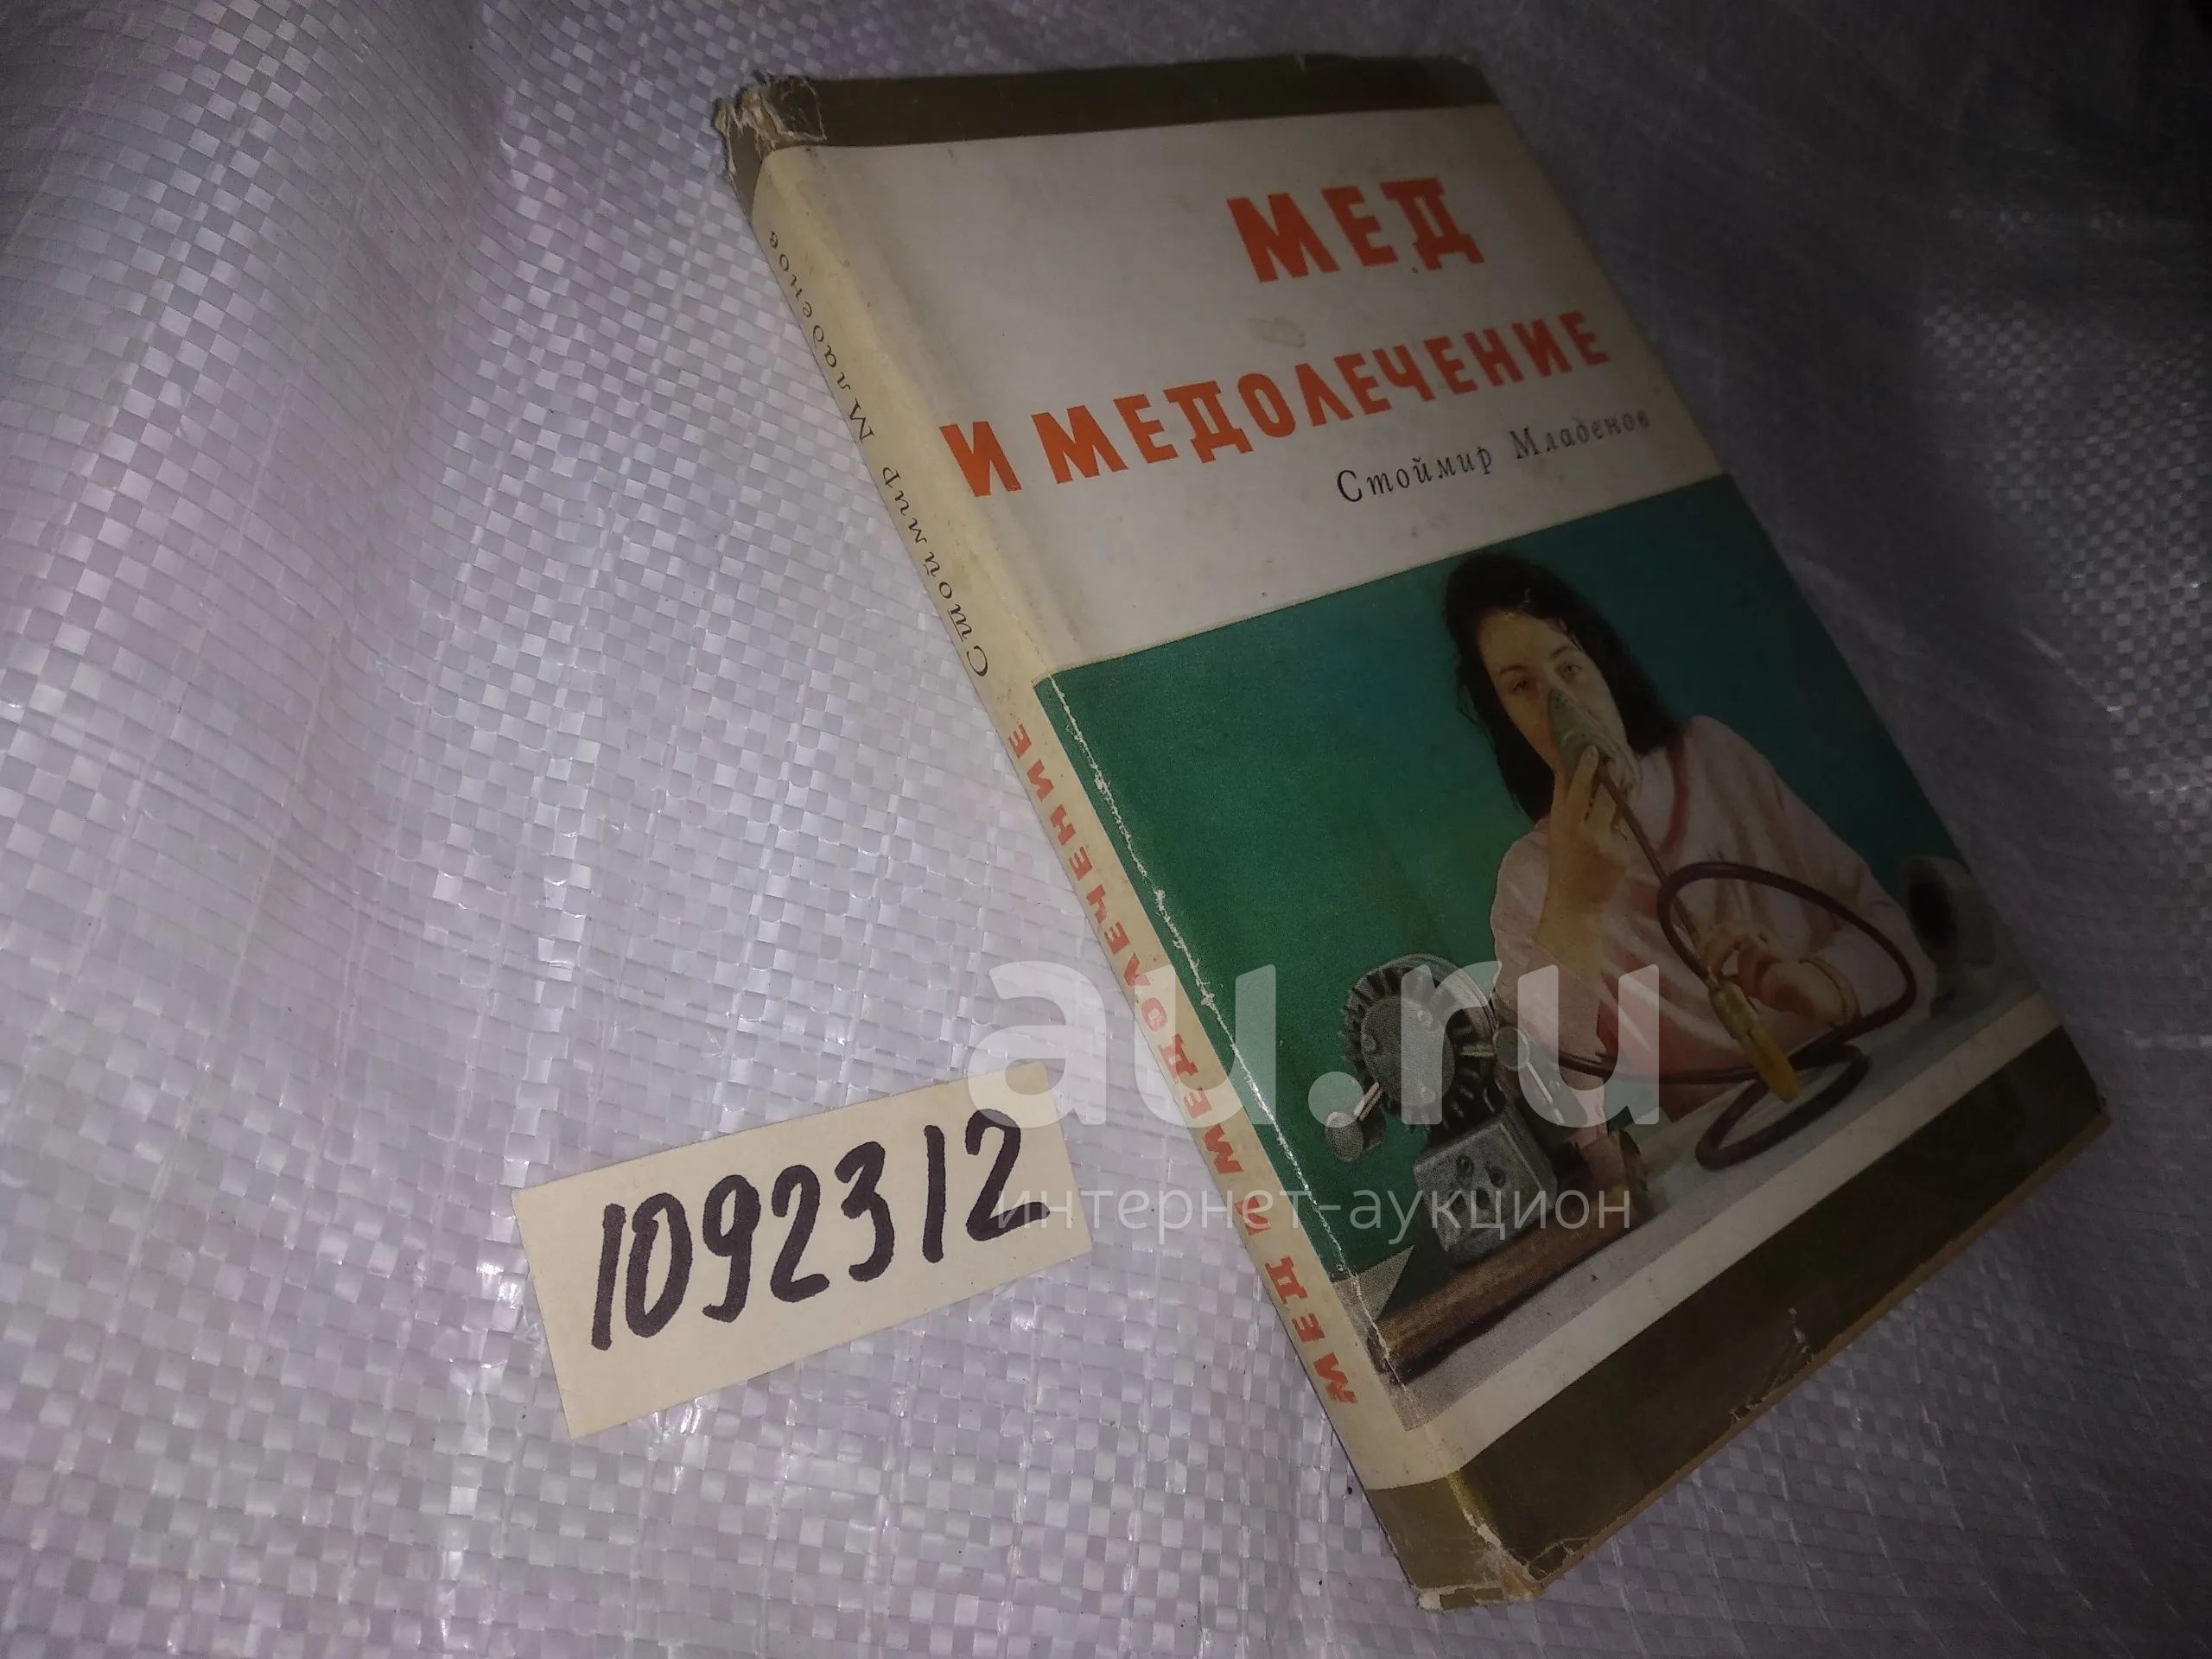 МЕД
И МЕДОЛЕЧЕНИЕ
Стоймир Младенов
МЕД И МЕДОЛЕЧЕНИЕ Стоймир Младенов
1092312
au.ru
интернет-аукцион